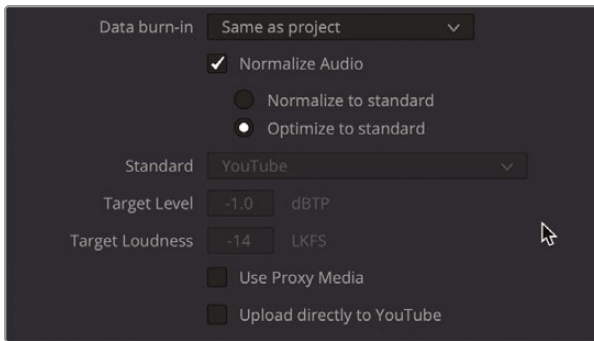 Data burn-in Same as project
Normalize Audio
Normalize to standard
Optimize to standard
Standard YouTube
Target Level -1.0 dBTP
Target Loudness -14 LKFS
Use Proxy Media
Upload directly to YouTube